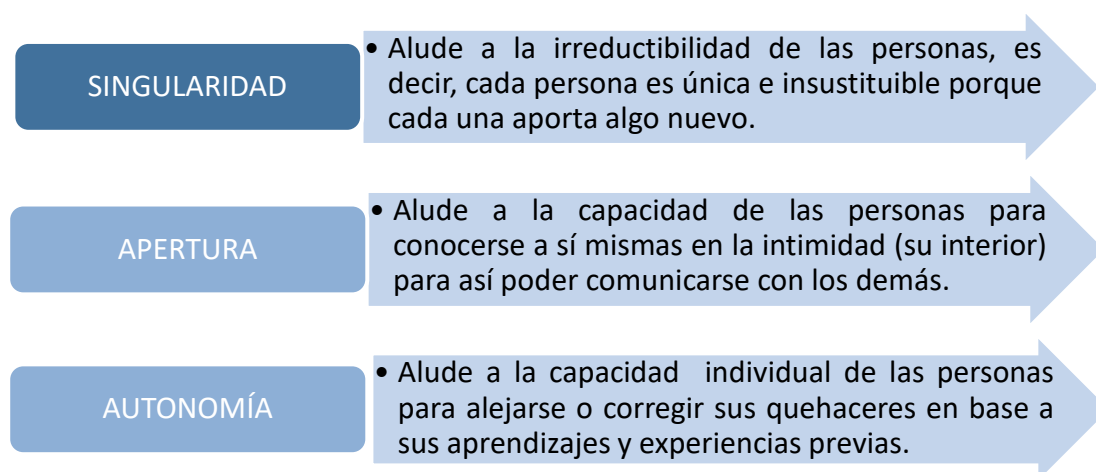 SINGULARIDAD
• Alude a la irreductibilidad de las personas, es
decir, cada persona es única e insustituible porque
cada una aporta algo nuevo.
APERTURA
• Alude a la capacidad de las personas para
conocerse a sí mismas en la intimidad (su interior)
para así poder comunicarse con los demás.
AUTONOMÍA
• Alude a la capacidad individual de las personas
para alejarse o corregir sus quehaceres en base a
sus aprendizajes y experiencias previas.